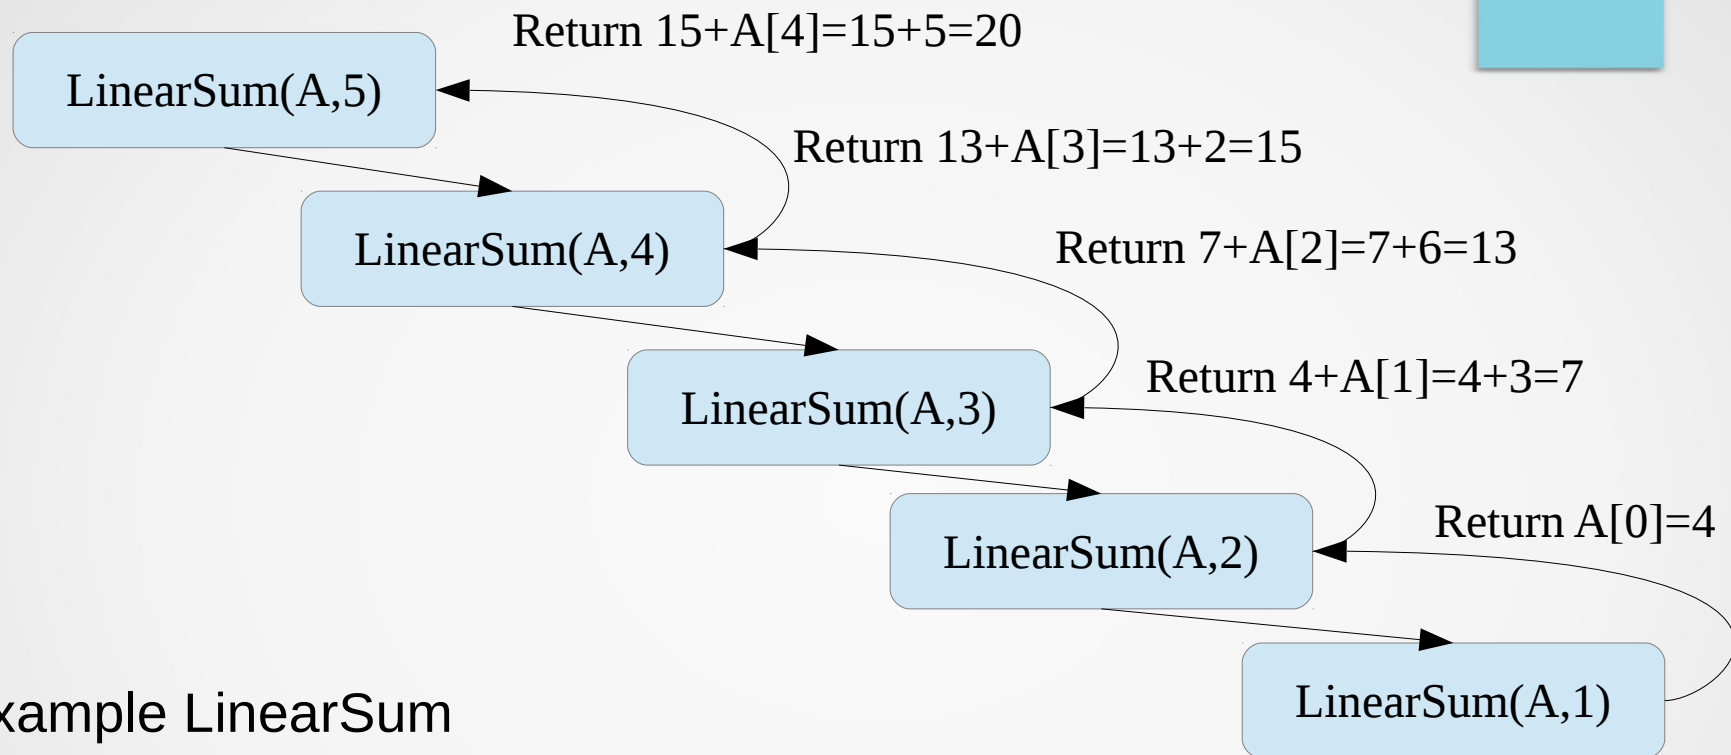 Return 15+A[4]=15+5=20
LinearSum(A,5)
Return 13+A[3]=13+2=15
LinearSum(A,4)
Return 7+A[2]=7+6=13
Return 4+A[1]=4+3=7
LinearSum(A,3)
Return A[0]=4
LinearSum(A,2)
LinearSum(A,1)
xample LinearSum